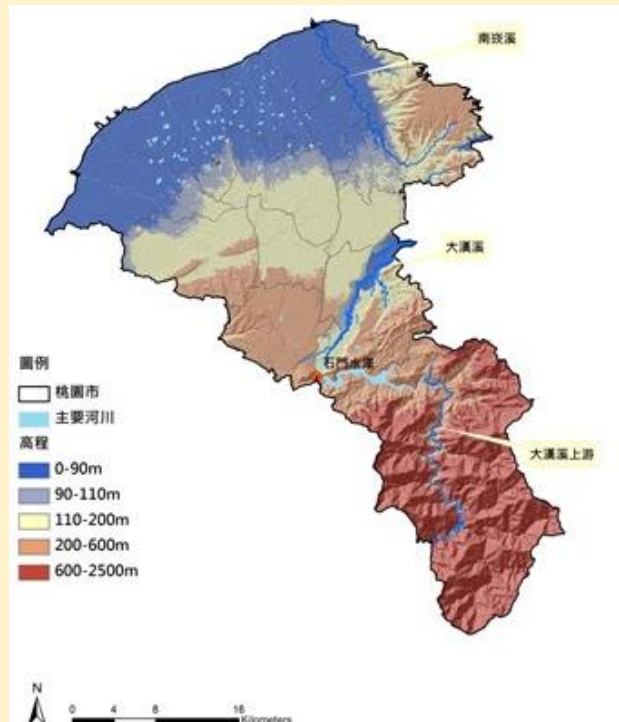 南崁溪
大漢溪
石門水庫
大漢溪上游
圖例
桃園市
主要河川
高程
0-90m
90-110m
110-200m
200-600m
600-2500m
N
0 4 8 16
Kilometers